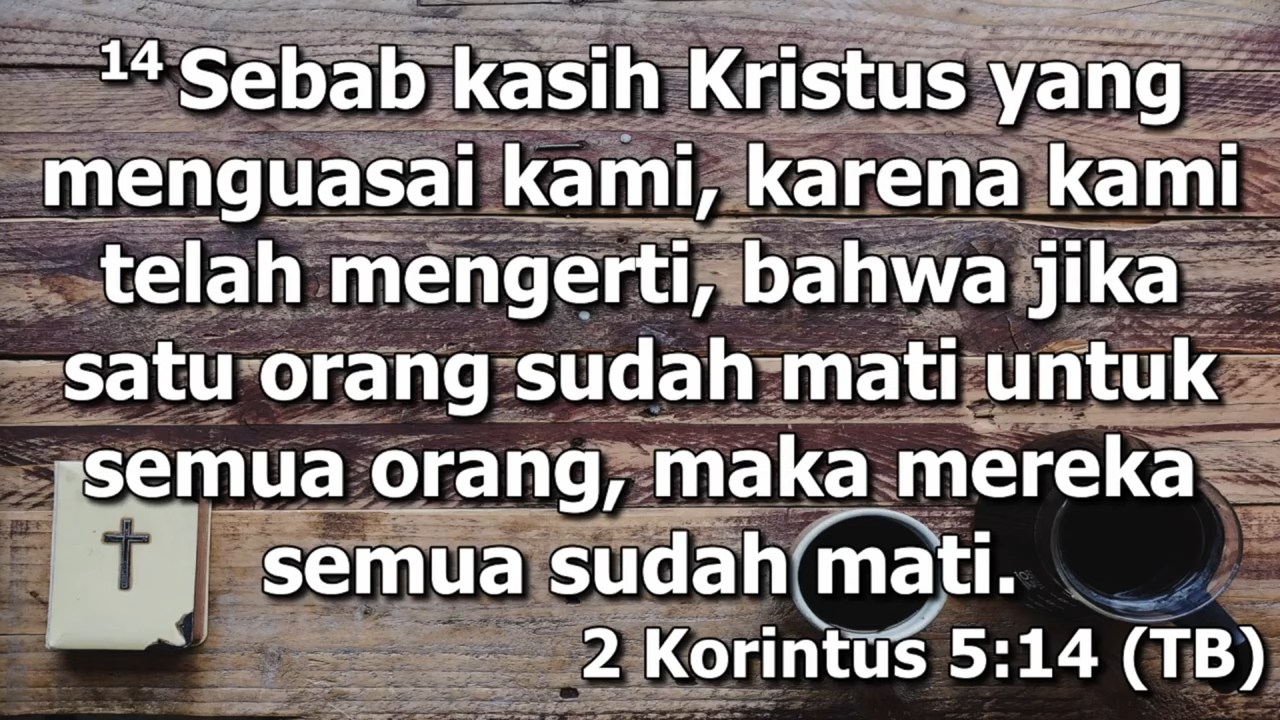 14 Sebab kasih Kristus yang
menguasai kami, karena kami
telah mengerti, bahwa jika
satu orang sudah mati untuk
semua orang, maka mereka
semua sudah mati.
2 Korintus 5:14 (TB)